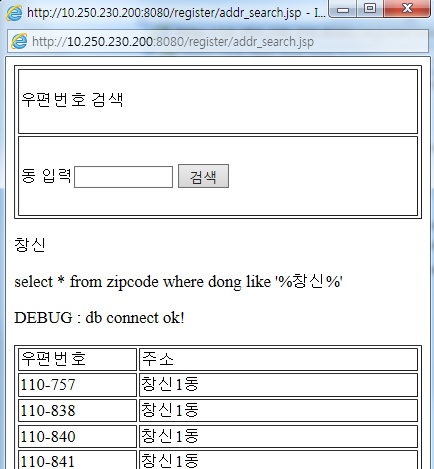 http://10.250.230.200:8080/register/addr_search.jsp - I...
http://10.250.230.200:8080/register/addr_search.jsp
우편번호 검색
동 입력 검색
창신
select * from zipcode where dong like '%창신%'
DEBUG : db connect ok!
우편번호 주소
110-757 창신1동
110-838 창신1동
110-840 창신1동
110-841 창신1동